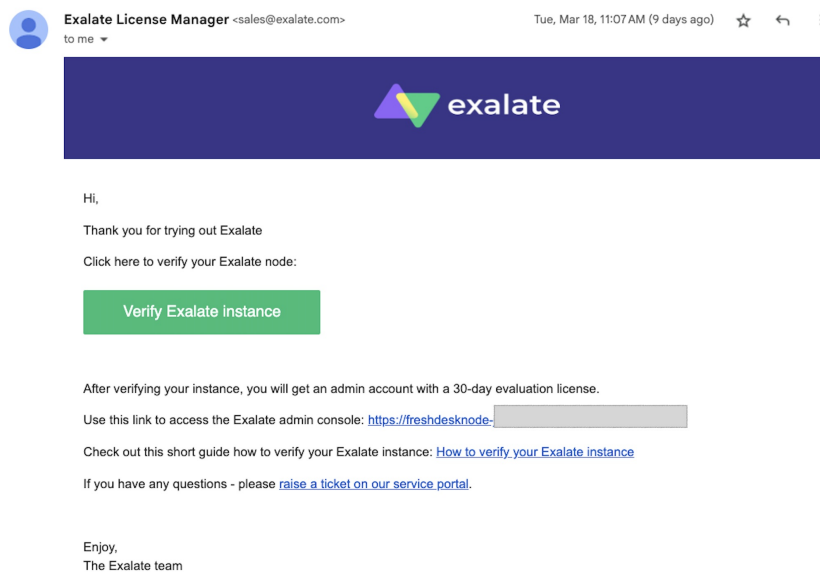 Exalate License Manager <sales@exalate.com> Tue, Mar 18, 11:07 AM (9 days ago)
to me
exalate
Hi,
Thank you for trying out Exalate
Click here to verify your Exalate node:
Verify Exalate instance
After verifying your instance, you will get an admin account with a 30-day evaluation license.
Use this link to access the Exalate admin console: https://freshdesknode-
Check out this short guide how to verify your Exalate instance: How to verify your Exalate instance
If you have any questions - please raise a ticket on our service portal.
Enjoy,
The Exalate team